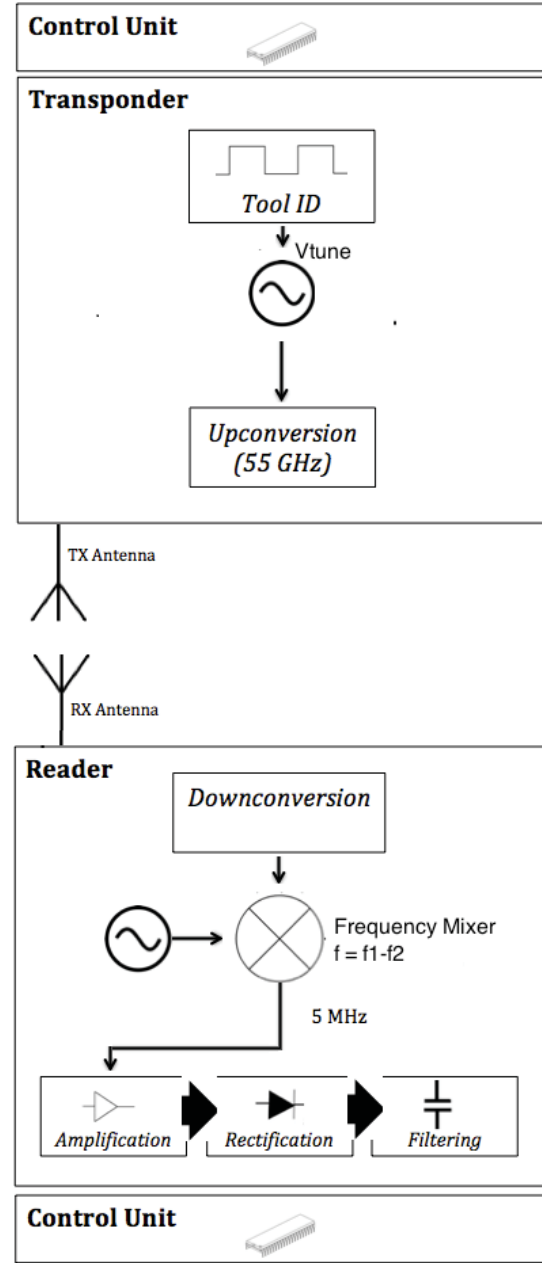 Control Unit
Transponder
Tool ID
Vtune
Upconversion
(55 GHz)
TX Antenna
RX Antenna
Reader
Downconversion
Frequency Mixer
f = f1-f2
5 MHz
Amplification
Rectification
Filtering
Control Unit